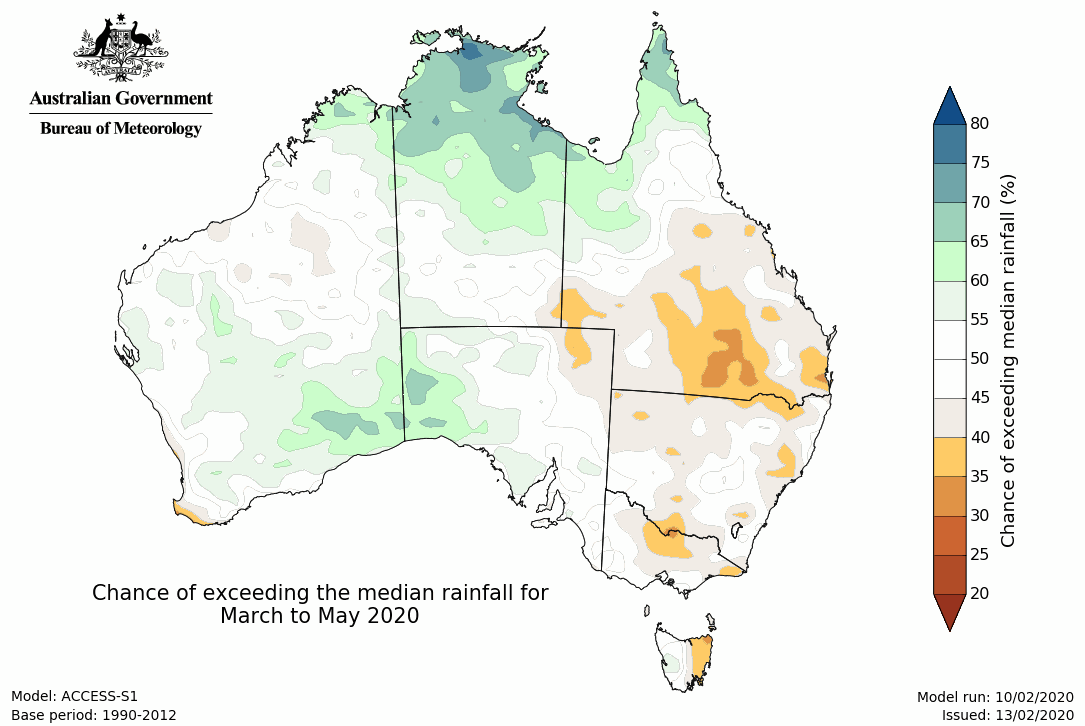 Australian Government
Bureau of Meteorology
80
75
70
65
60
55
50
45
40
35
30
25
20
Chance of exceeding median rainfall (%)
Chance of exceeding the median rainfall for
March to May 2020
Model: ACCESS-S1
Base period: 1990-2012
Model run: 10/02/2020
Issued: 13/02/2020